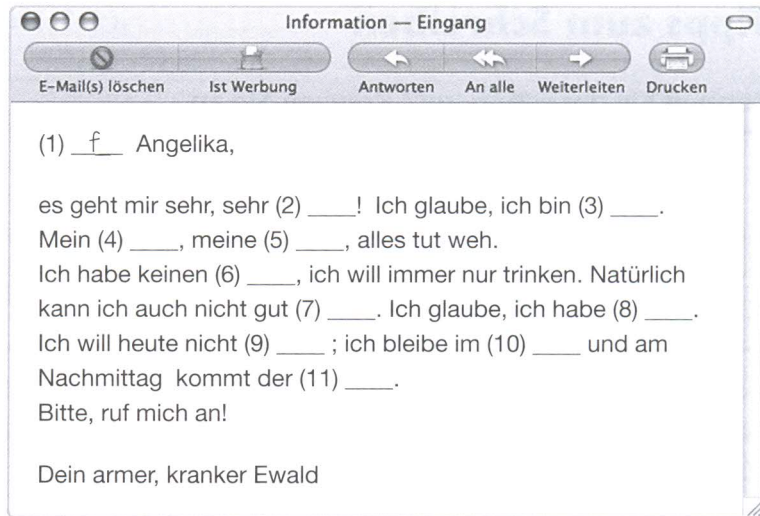 Information — Eingang
E-Mail(s) löschen Ist Werbung Antworten An alle Weiterleiten Drucken
(1) __f__ Angelika,
es geht mir sehr, sehr (2) ____! Ich glaube, ich bin (3) ____.
Mein (4) ____, meine (5) ____, alles tut weh.
Ich habe keinen (6) ____, ich will immer nur trinken. Natürlich
kann ich auch nicht gut (7) ____. Ich glaube, ich habe (8) ____.
Ich will heute nicht (9) ____ ; ich bleibe im (10) ____ und am
Nachmittag kommt der (11) ____.
Bitte, ruf mich an!
Dein armer, kranker Ewald